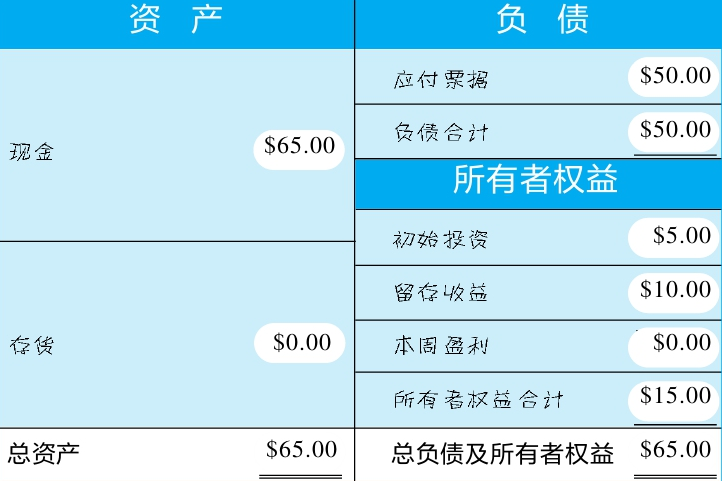 资 产
现金 $65.00
存货 $0.00
总资产 $65.00
负 债
应付票据 $50.00
负债合计 $50.00
所有者权益
初始投资 $5.00
留存收益 $10.00
本周盈利 $0.00
所有者权益合计 $15.00
总负债及所有者权益 $65.00